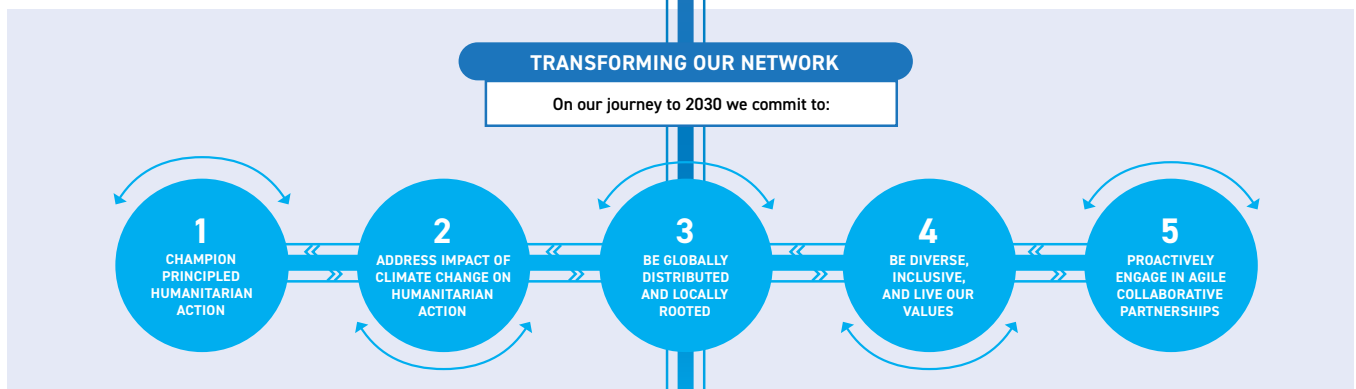 TRANSFORMING OUR NETWORK
On our journey to 2030 we commit to:
1
CHAMPION
PRINCIPLED
HUMANITARIAN
ACTION
2
ADDRESS IMPACT OF
CLIMATE CHANGE ON
HUMANITARIAN
ACTION
3
BE GLOBALLY
DISTRIBUTED
AND LOCALLY
ROOTED
4
BE DIVERSE,
INCLUSIVE,
AND LIVE OUR
VALUES
5
PROACTIVELY
ENGAGE IN AGILE
COLLABORATIVE
PARTNERSHIPS